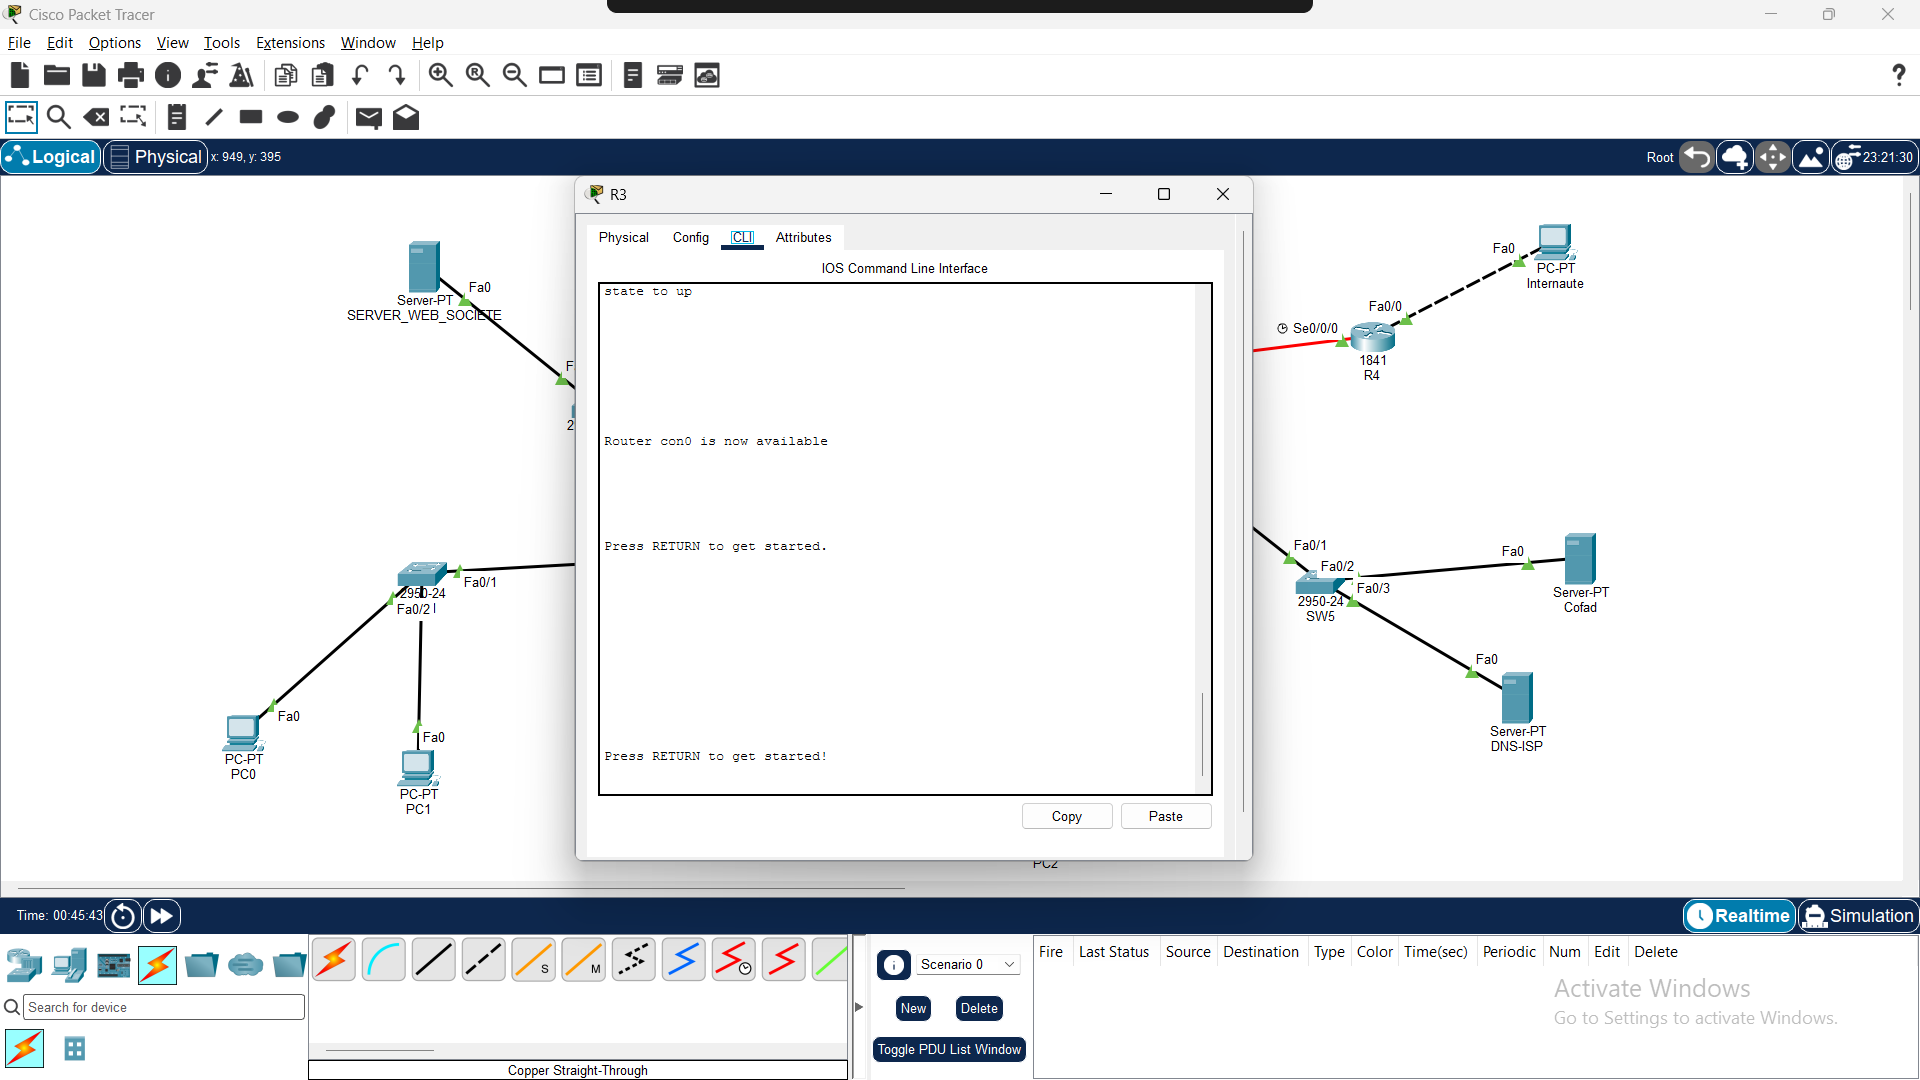 Cisco Packet Tracer
File Edit Options View Tools Extensions Window Help
Logical Physical x: 949, y: 395 Root 23:21:30
R3
Physical Config CLI Attributes
IOS Command Line Interface
state to up
Router con0 is now available
Press RETURN to get started.
Press RETURN to get started!
Copy Paste
Fa0
Server-PT
SERVER_WEB_SOCIETE
F
2
Fa0/1
2950-24
Fa0/2
Fa0
PC-PT
PC0
Fa0
PC-PT
PC1
Fa0
PC-PT
Internaute
Fa0/0
Se0/0/0
1841
R4
Fa0/1
Fa0/2
Fa0/3
2950-24
SW5
Fa0
Server-PT
Cofad
Fa0
Server-PT
DNS-ISP
PC2
Time: 00:45:43 Realtime Simulation
S M
Search for device
Copper Straight-Through
Scenario 0
New Delete
Toggle PDU List Window
Fire Last Status Source Destination Type Color Time(sec) Periodic Num Edit Delete
Activate Windows
Go to Settings to activate Windows.